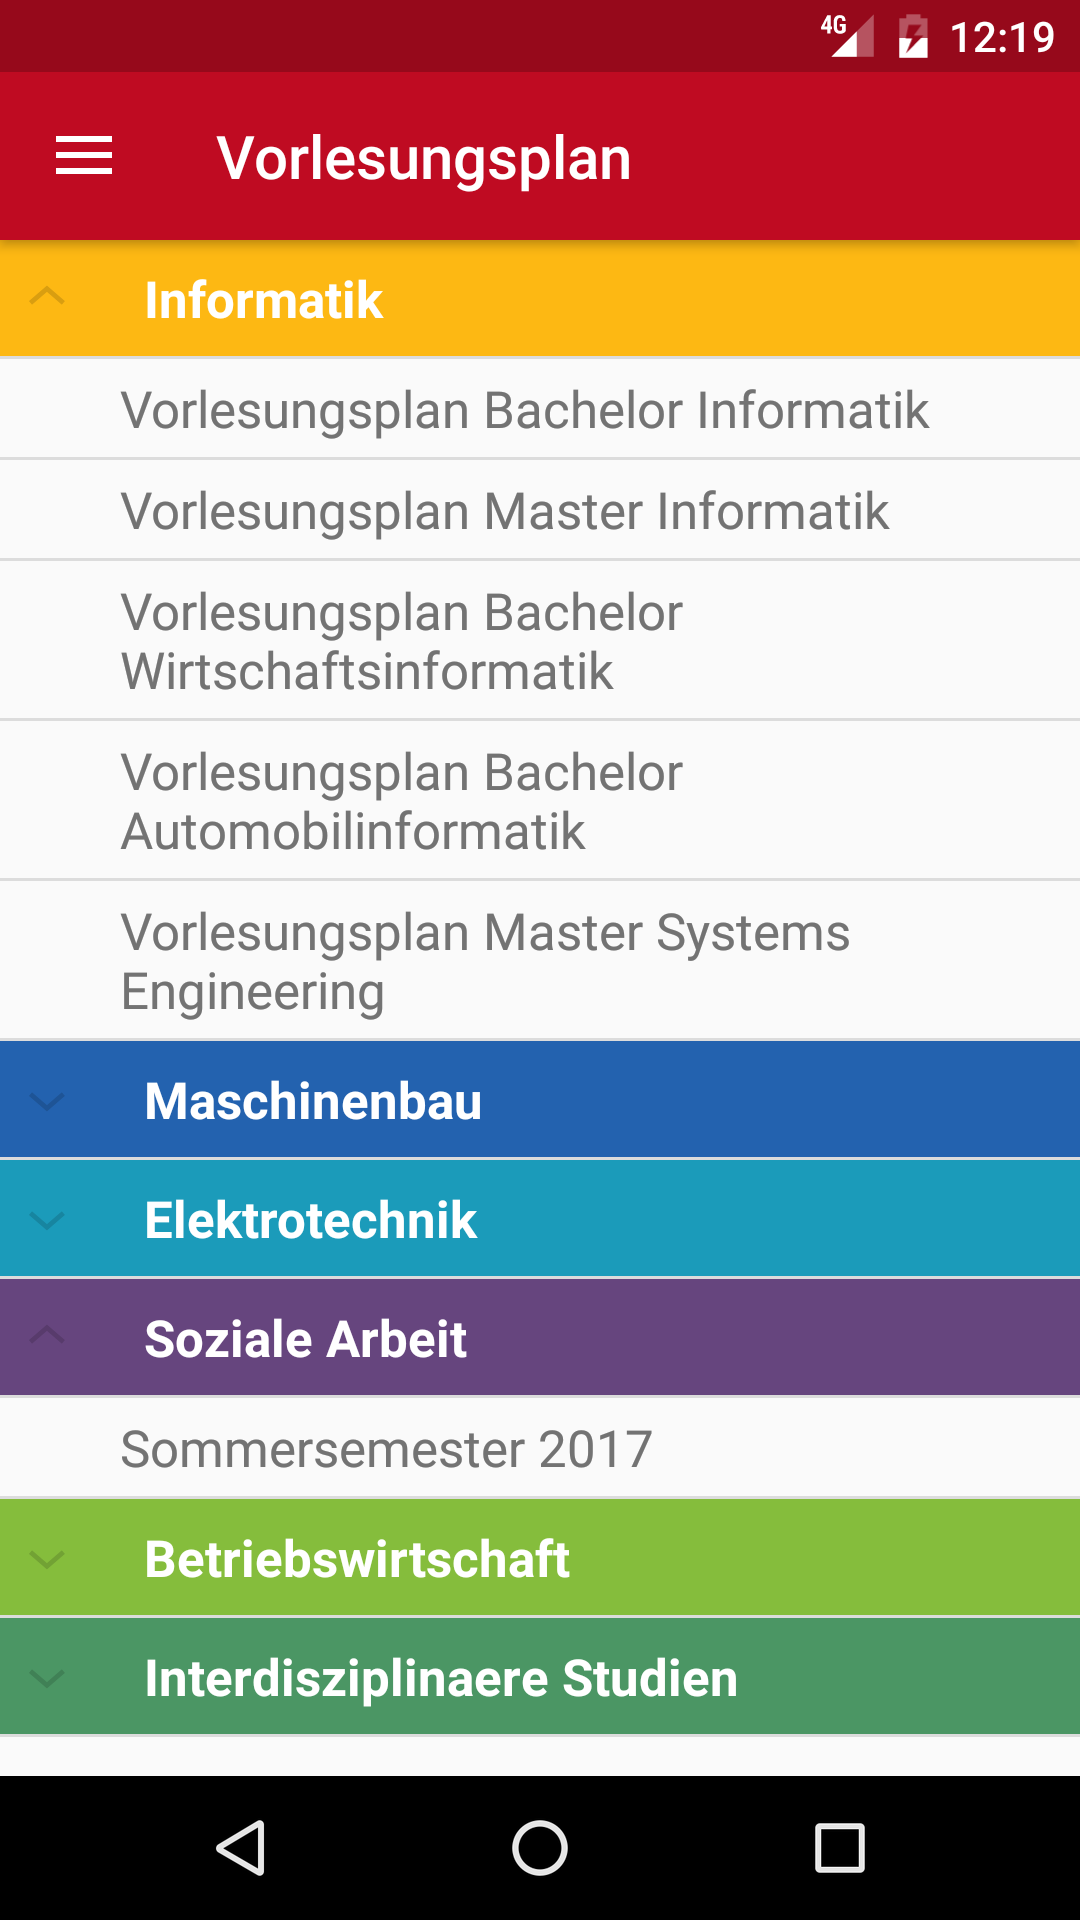 4G 12:19
Vorlesungsplan
Informatik
Vorlesungsplan Bachelor Informatik
Vorlesungsplan Master Informatik
Vorlesungsplan Bachelor
Wirtschaftsinformatik
Vorlesungsplan Bachelor
Automobilinformatik
Vorlesungsplan Master Systems
Engineering
Maschinenbau
Elektrotechnik
Soziale Arbeit
Sommersemester 2017
Betriebswirtschaft
Interdisziplinaere Studien